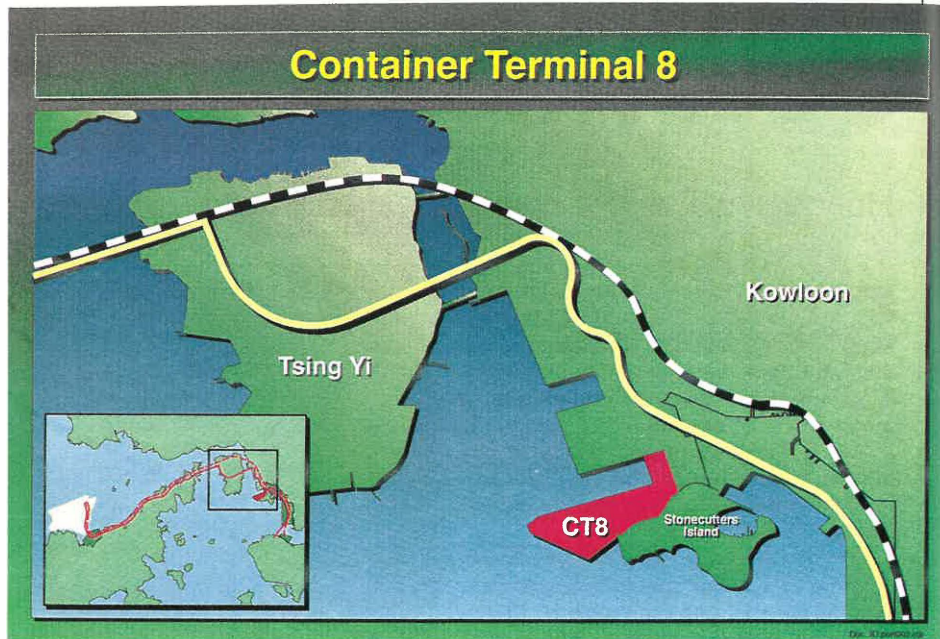 Container Terminal 8
Kowloon
Tsing Yi
CT8
Stonecutters
Island